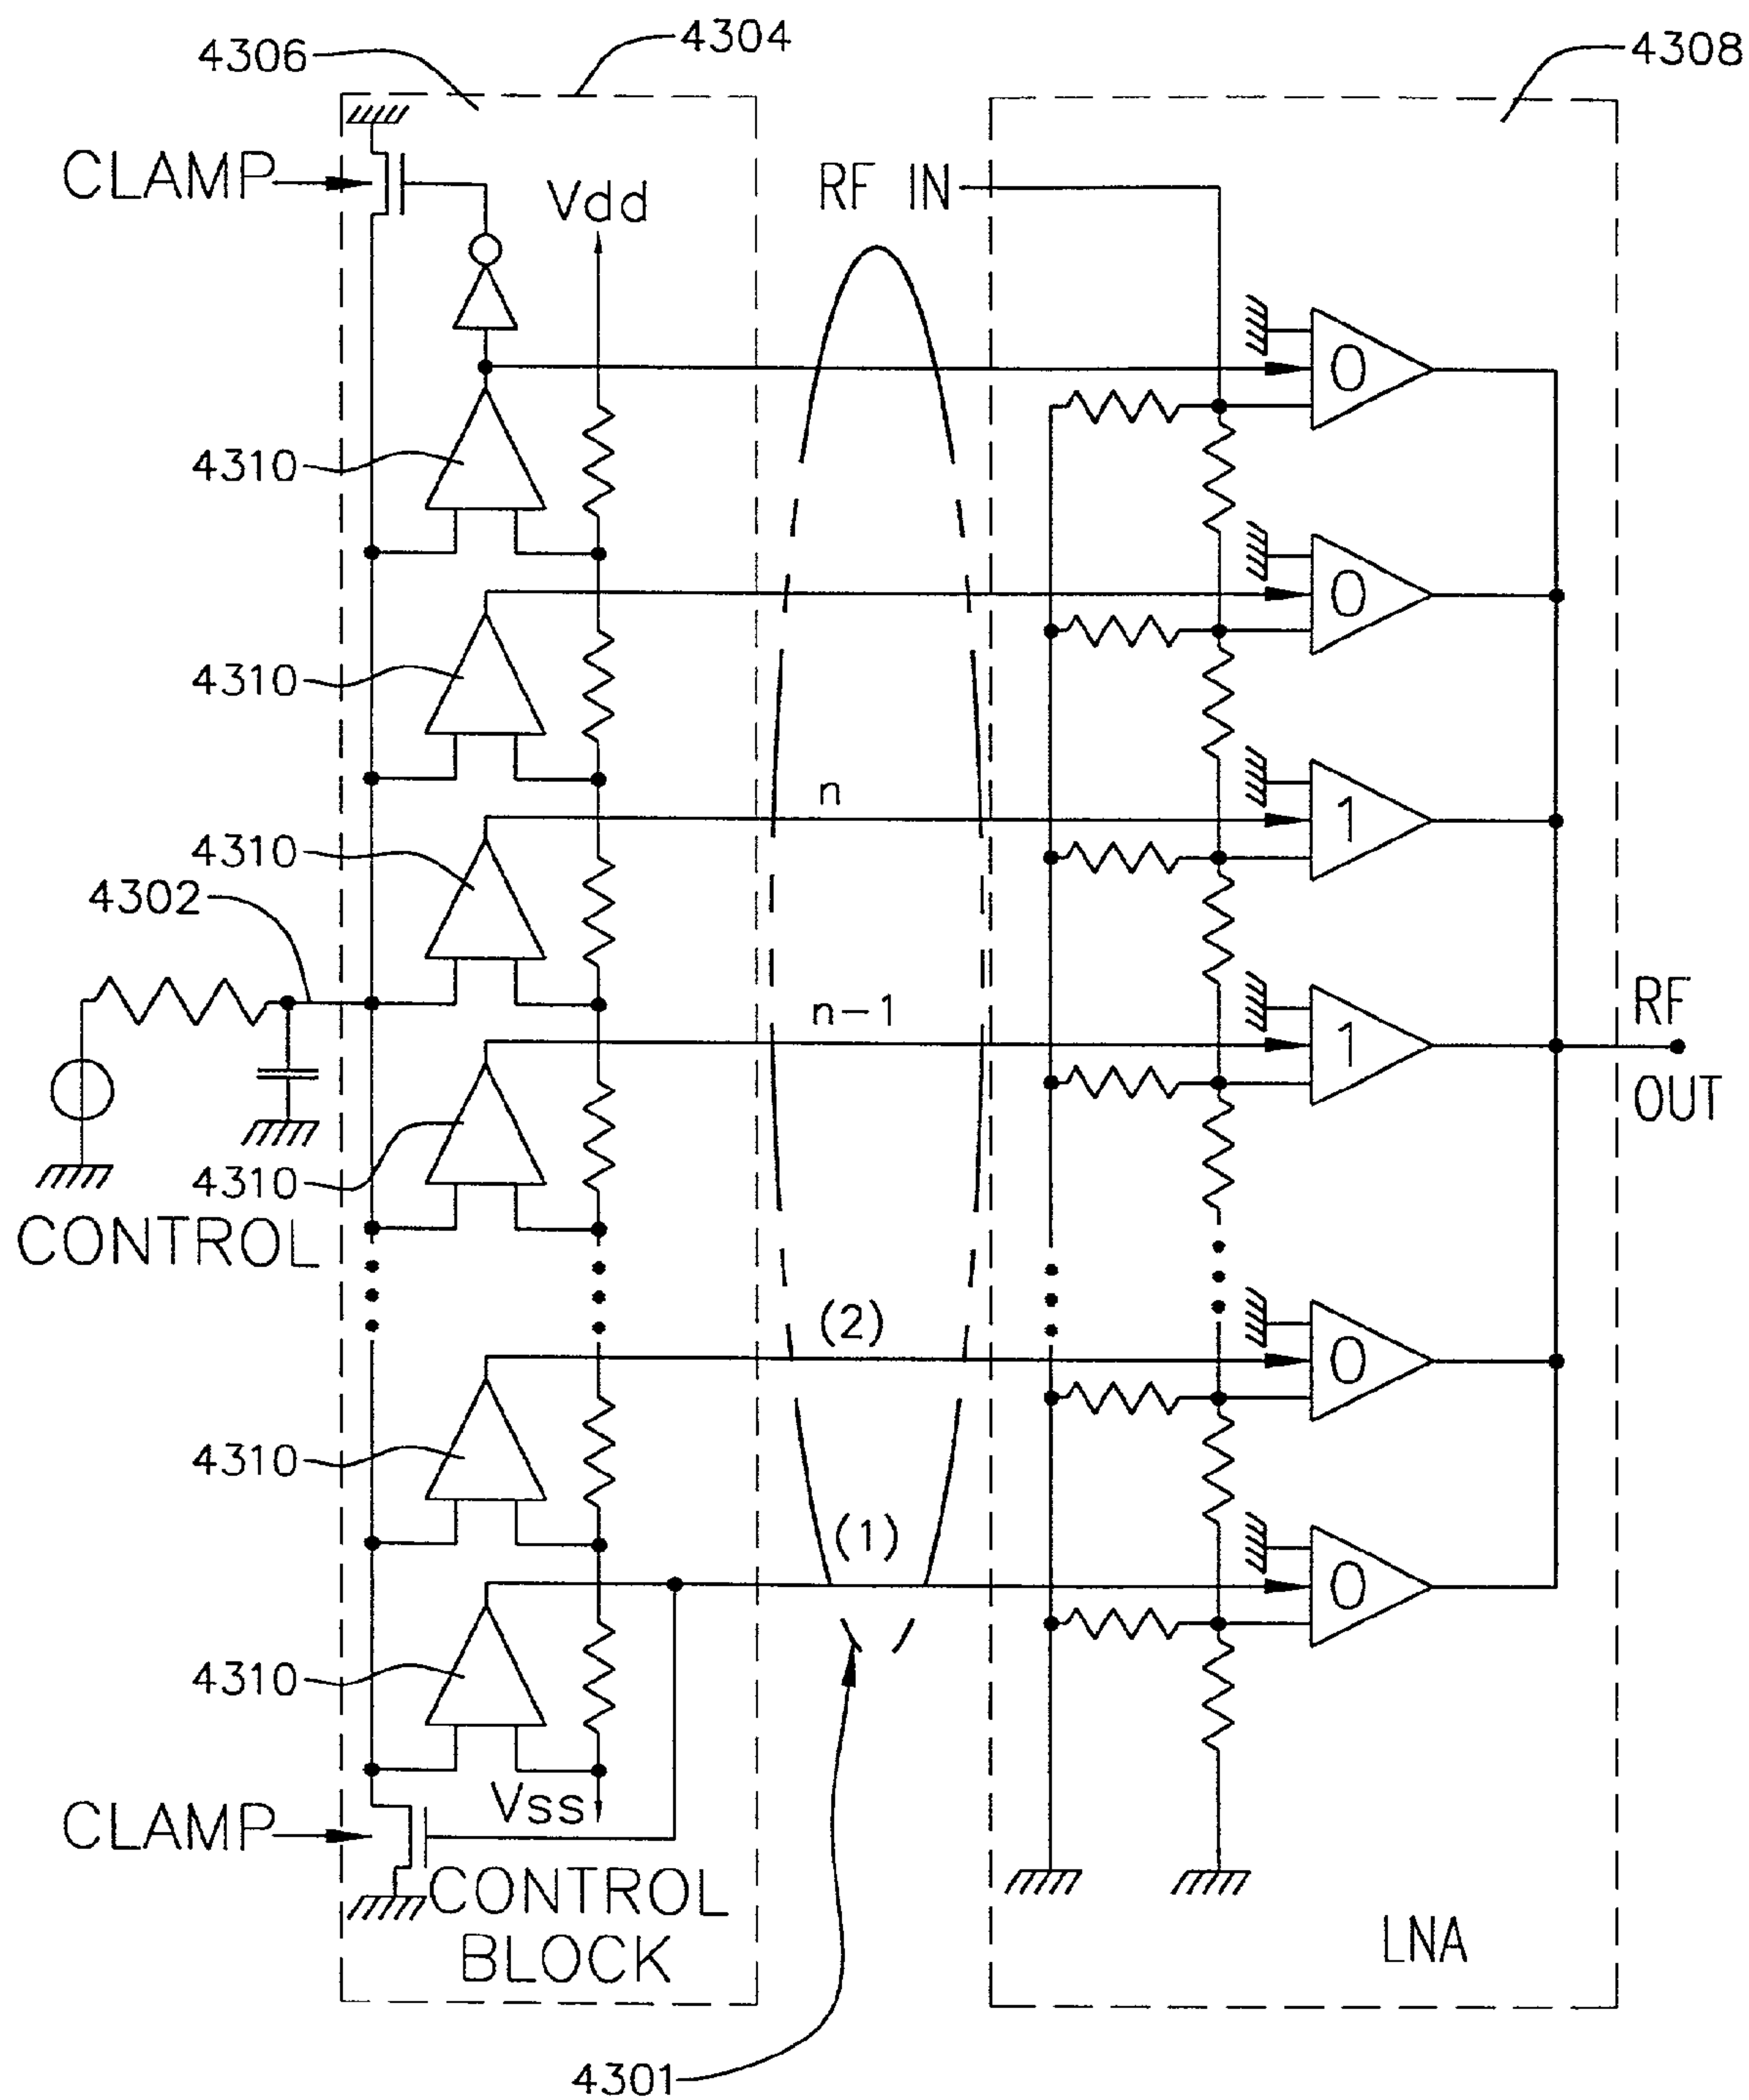 4306
4304
4308
CLAMP
RF IN
Vdd
0
4310
0
4310
n
1
4310
4302
n-1
1
RF
OUT
4310
CONTROL
(2)
0
4310
(1)
0
4310
Vss
CLAMP
CONTROL
BLOCK
LNA
4301